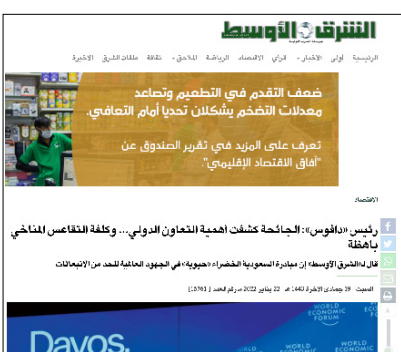 الشرق الأوسط
الرئيسية أولى الأخبار الرأي الاقتصاد الرياضة الملاحق ثقافة ملفات الشرق الأخيرة
ضعف التقدم في التطعيم وتصاعد
معدلات التضخم يشكلان تحديا أمام التعافي.
تعرف على المزيد في تقرير الصندوق عن
"آفاق الاقتصاد الإقليمي".
الاقتصاد
رئيس «دافوس»: الجائحة كشفت أهمية التعاون الدولي... وكلفة التقاعس المناخي
باهظة
قال لـ«الشرق الأوسط» إن مبادرة السعودية الخضراء «حيوية» في الجهود العالمية للحد من الانبعاثات
السبت - 19 جمادى الآخرة 1443 هـ - 22 يناير 2022 مـ رقم العدد [15761]
WORLD ECONOMIC FORUM
WORLD ECONOMIC
Davos.